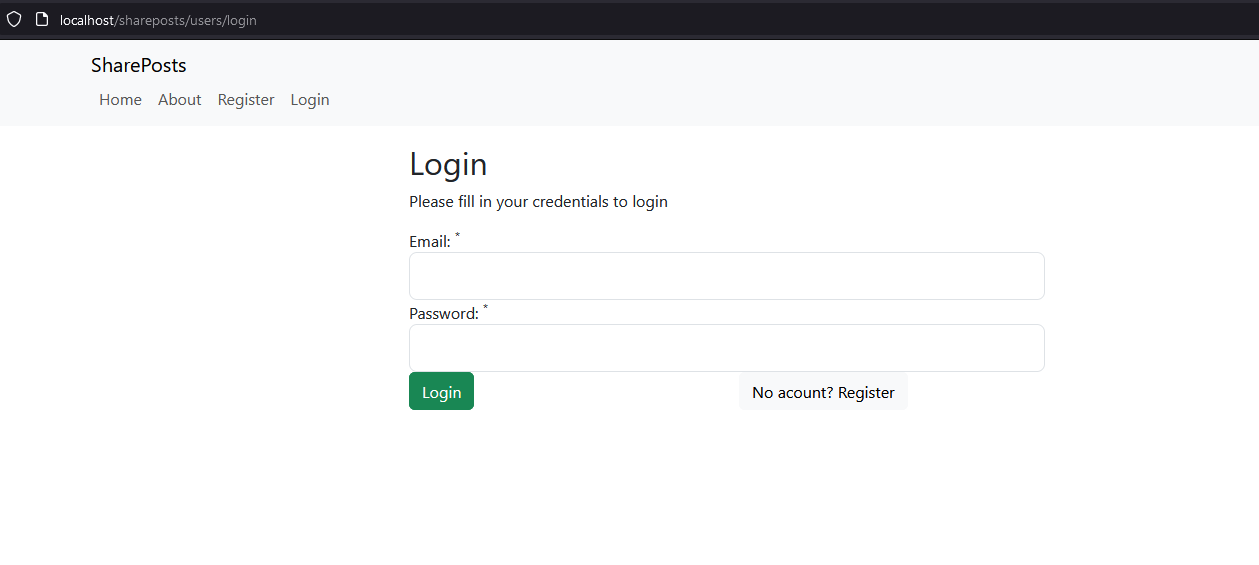 localhost/shareposts/users/login
SharePosts
Home About Register Login
Login
Please fill in your credentials to login
Email: *
Password: *
Login No acount? Register